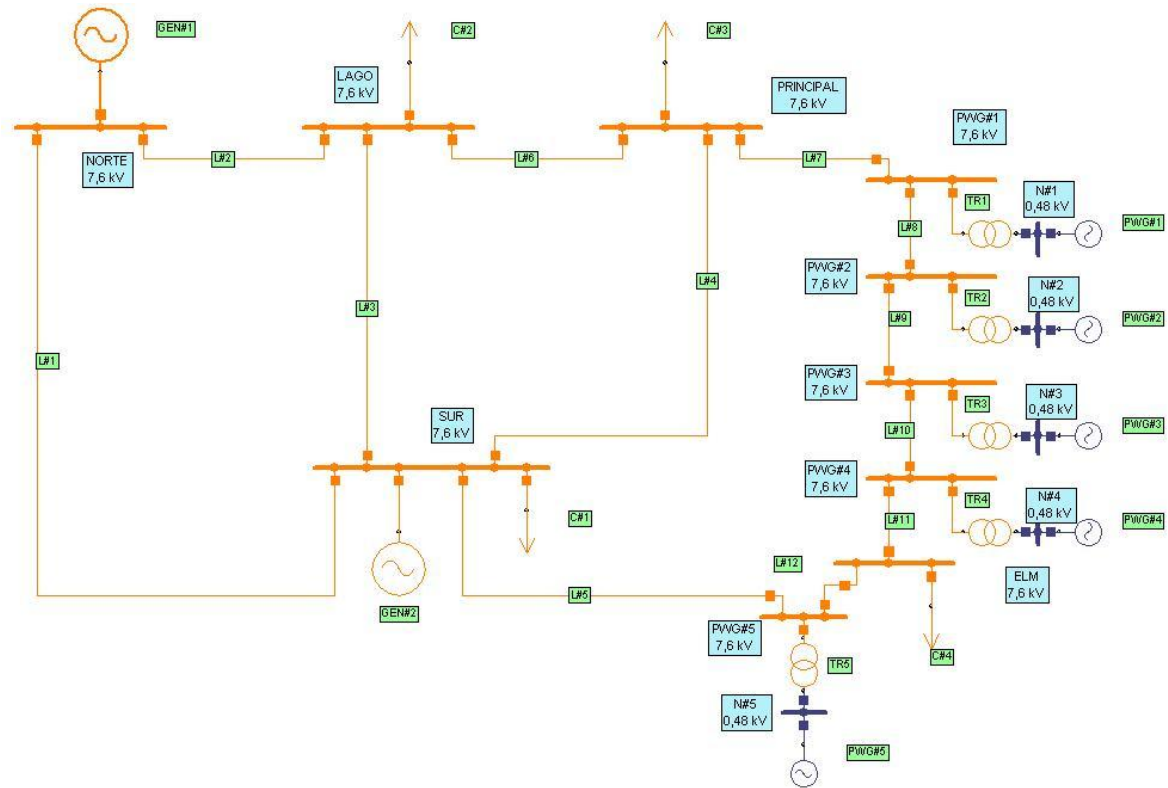 GEN#1
C#2
C#3
LAGO
7,6 kV
PRINCIPAL
7,6 kV
PWG#1
7,6 kV
NORTE
7,6 kV
L#2
L#6
L#7
TR1
N#1
0,48 kV
PWG#1
L#8
PWG#2
7,6 kV
TR2
N#2
0,48 kV
PWG#2
L#3
L#4
L#9
L#1
PWG#3
7,6 kV
TR3
N#3
0,48 kV
PWG#3
SUR
7,6 kV
L#10
PWG#4
7,6 kV
TR4
N#4
0,48 kV
PWG#4
C#1
L#11
L#12
ELM
7,6 kV
GEN#2
L#5
PWG#5
7,6 kV
TR5
C#4
N#5
0,48 kV
PWG#5